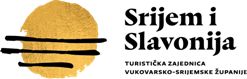 Srijem i
Slavonija
TURISTIČKA ZAJEDNICA
VUKOVARSKO-SRIJEMSKE ŽUPANIJE